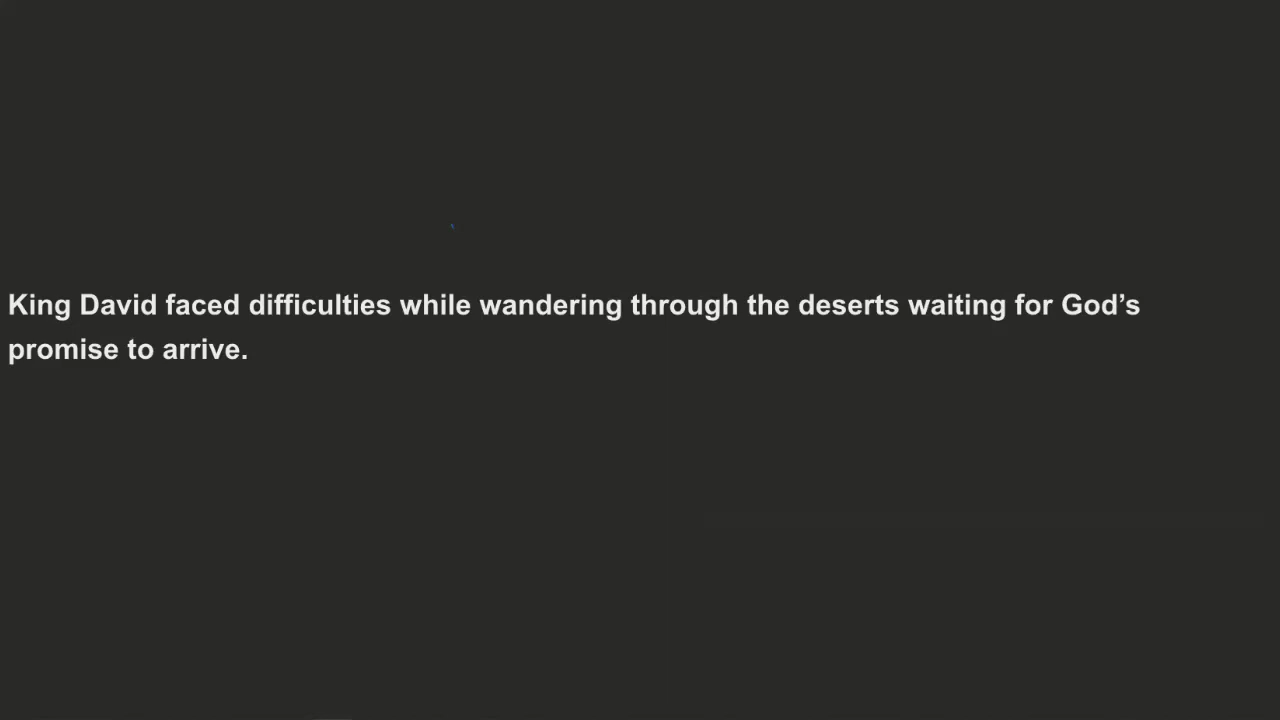 King David faced difficulties while wandering through the deserts waiting for God’s
promise to arrive.